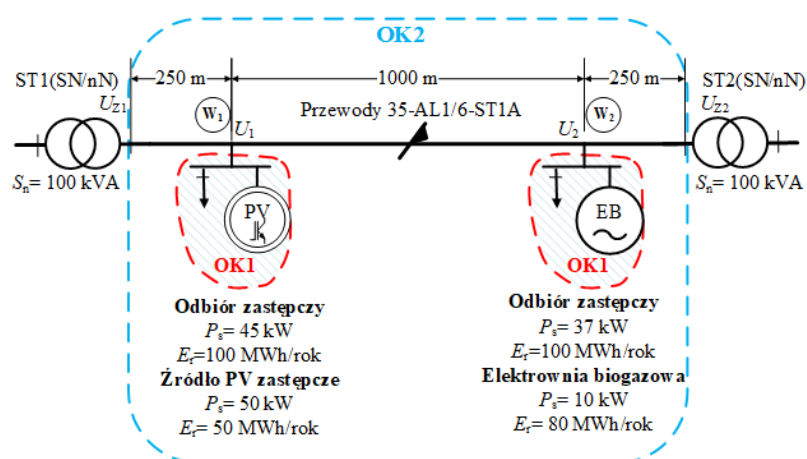 OK2
ST1(SN/nN)
250 m
1000 m
250 m
ST2(SN/nN)
U_Z1
W₁
Przewody 35-AL1/6-ST1A
W₂
U_Z2
U₁
U₂
Sₙ= 100 kVA
Sₙ= 100 kVA
PV
EB
OK1
OK1
Odbiór zastępczy
Pₛ= 45 kW
Eᵣ=100 MWh/rok
Źródło PV zastępcze
Pₛ= 50 kW
Eᵣ= 50 MWh/rok
Odbiór zastępczy
Pₛ= 37 kW
Eᵣ=100 MWh/rok
Elektrownia biogazowa
Pₛ= 10 kW
Eᵣ= 80 MWh/rok